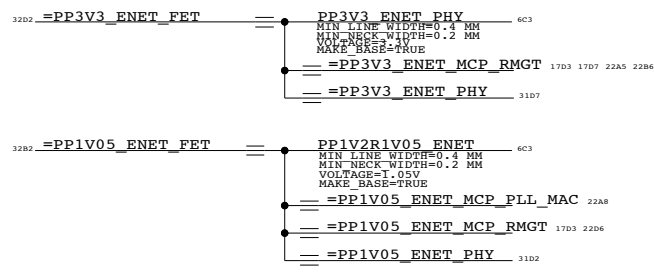 32D2 =PP3V3_ENET_FET PP3V3_ENET_PHY 6C3
MIN_LINE_WIDTH=0.4 MM
MIN_NECK_WIDTH=0.2 MM
VOLTAGE=3.3V
MAKE_BASE=TRUE
=PP3V3_ENET_MCP_RMGT 17D3 17D7 22A5 22B6
=PP3V3_ENET_PHY 31D7
32B2 =PP1V05_ENET_FET PP1V2R1V05_ENET 6C3
MIN_LINE_WIDTH=0.4 MM
MIN_NECK_WIDTH=0.2 MM
VOLTAGE=1.05V
MAKE_BASE=TRUE
=PP1V05_ENET_MCP_PLL_MAC 22A8
=PP1V05_ENET_MCP_RMGT 17D3 22D6
=PP1V05_ENET_PHY 31D2